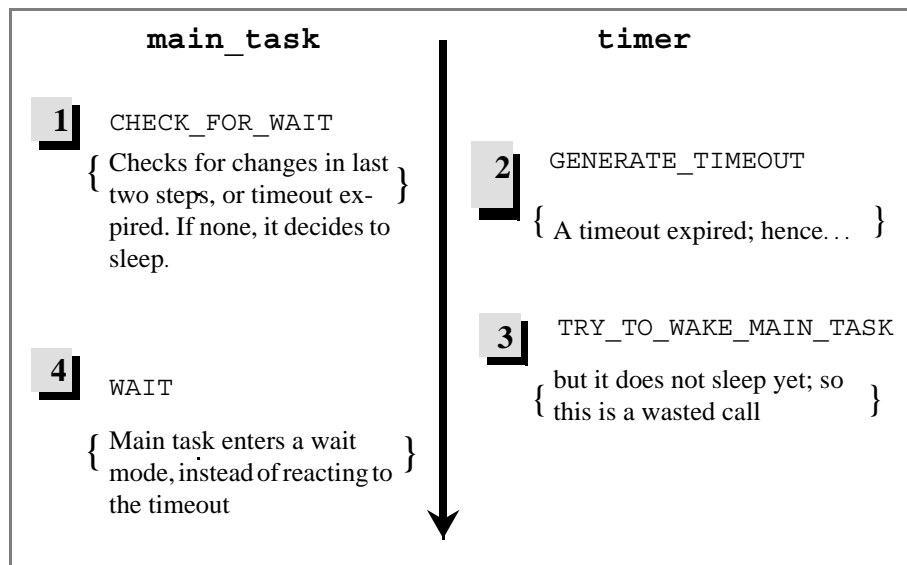 main_task
timer
1
CHECK_FOR_WAIT
{ Checks for changes in last }
two steps, or timeout ex-
pired. If none, it decides to
sleep.
2
GENERATE_TIMEOUT
{ A timeout expired; hence... }
3
TRY_TO_WAKE_MAIN_TASK
{ but it does not sleep yet; so }
this is a wasted call
4
WAIT
{ Main task enters a wait }
mode, instead of reacting to
the timeout